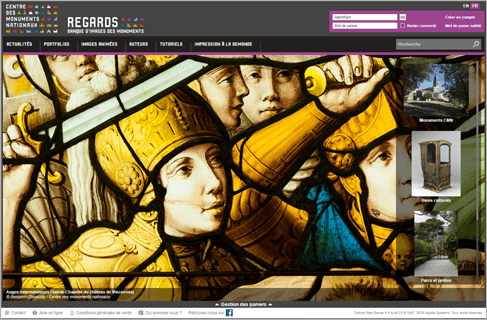 CENTRE
DES
MONUMENTS
NATIONAUX
REGARDS
BANQUE D'IMAGES DES MONUMENTS
EN FR
Identifiant
OK
Créer un compte
Mot de passe
Rester connecté
Mot de passe oublié
ACTUALITÉS
PORTFOLIOS
IMAGES ANIMÉES
AUTEURS
TUTORIELS
IMPRESSION À LA DEMANDE
Recherche
Monuments CMN
Biens culturels
Parcs et jardins
Anges exterminateurs (Sainte-Chapelle du château de Vincennes)
© Benjamin Gavaudo / Centre des monuments nationaux
Gestion des paniers
Contact
Aide en ligne
Conditions générales de vente
Qui sommes nous ?
Retrouvez-nous sur